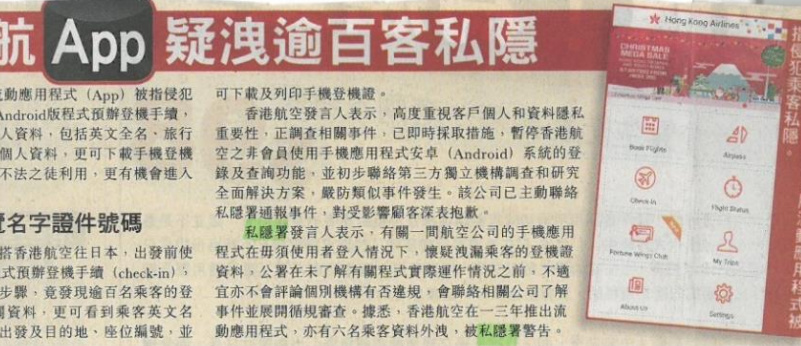 航 App 疑洩逾百客私隱
流動應用程式（App）被指侵犯
Android版程式預辦登機手續，
人資料，包括英文全名、旅行
個人資料，更可下載手機登機
不法之徒利用，更有機會進入
名字證件號碼
搭香港航空往日本，出發前使
式預辦登機手續（check-in），
步驟，竟發現逾百名乘客的登
資料，更可看到乘客英文名
出發及目的地、座位編號，並
可下載及列印手機登機證。
香港航空發言人表示，高度重視客戶個人和資料隱私
重要性，正調查相關事件，已即時採取措施，暫停香港航
空之非會員使用手機應用程式安卓（Android）系統的登
錄及查詢功能，並初步聯絡第三方獨立機構調查和研究
全面解決方案，嚴防類似事件發生。該公司已主動聯絡
私隱署通報事件，對受影響顧客深表抱歉。
私隱署發言人表示，有關一間航空公司的手機應用
程式在毋須使用者登入情況下，懷疑洩漏乘客的登機證
資料，公署在未了解有關程式實際運作情況之前，不適
宜亦不會評論個別機構有否違規，會聯絡相關公司了解
事件並展開循規審查。據悉，香港航空在一三年推出流
動應用程式，亦有六名乘客資料外洩，被私隱署警告。
Hong Kong Airlines
CHRISTMAS
MEGA SALE
Book Flights
Check-in
Flight Status
Fortune Wings Club
My Trips
About Us
Settings
指侵犯乘客私隱。
動應用程式被